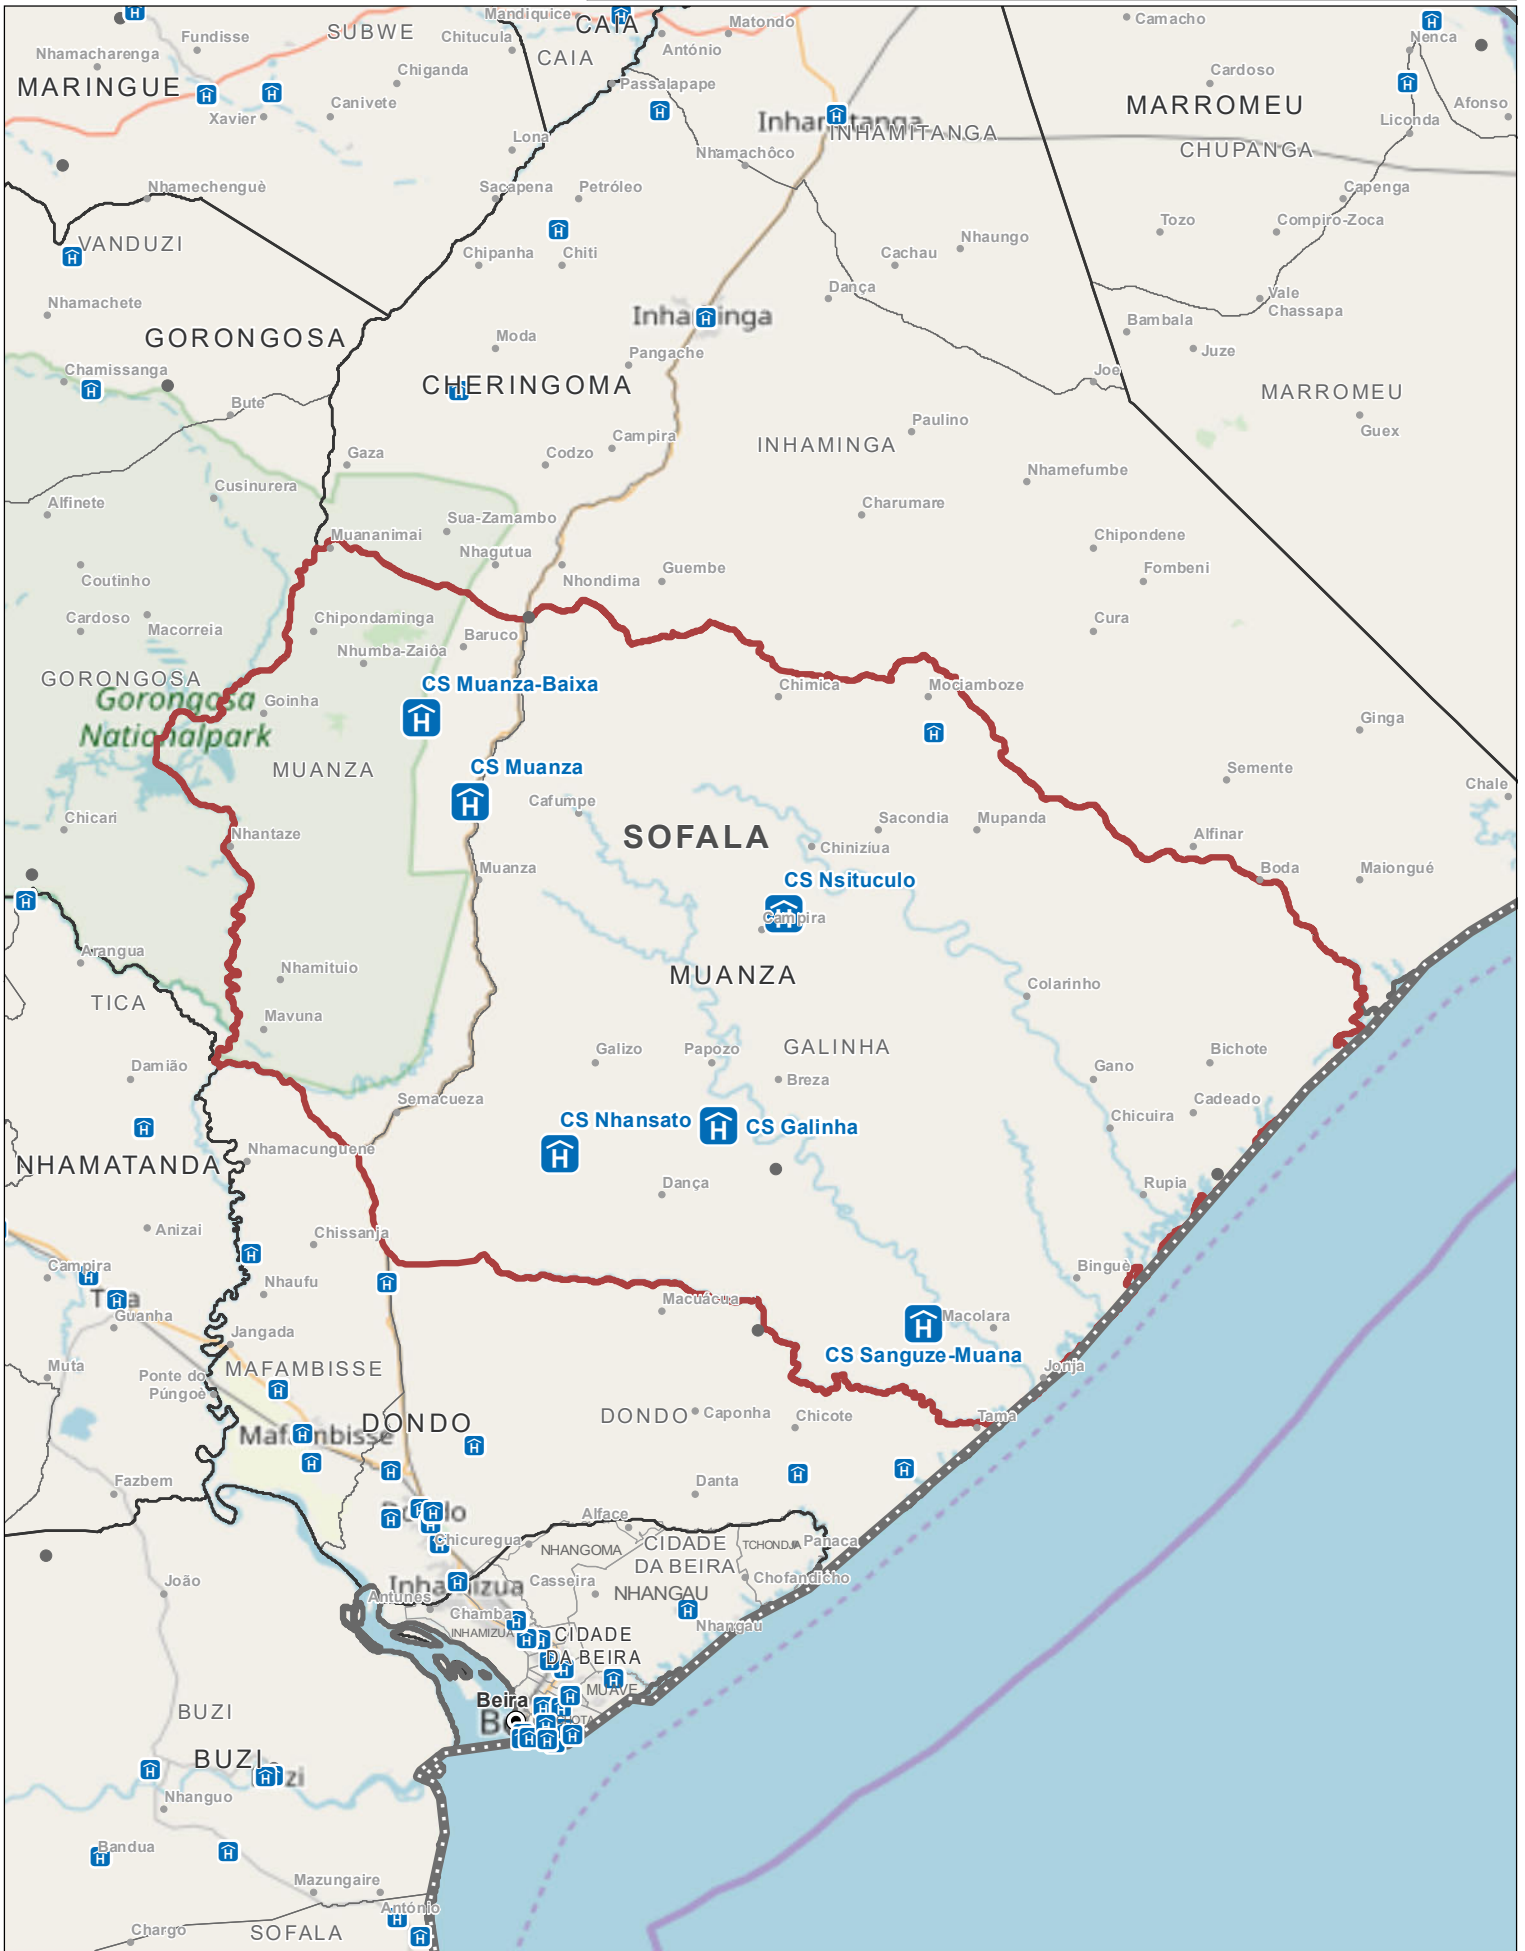 Mandiquice
CAIA
Matondo
Camacho
Fundisse
SUBWE
Chitucula
António
Nenca
Nhamacharenga
CAIA
Chiganda
Passalapape
Cardoso
MARINGUE
Canivete
MARROMEU
Afonso
Xavier
Inhamitanga
INHAMITANGA
Liconda
Lona
Nhamachôco
CHUPANGA
Nhamechenguè
Sacapena
Petróleo
Capenga
Tozo
Compiro-Zoca
VANDUZI
Nhaungo
Chipanha
Chiti
Cachau
Dança
Vale
Chassapa
Nhamachete
Inhaminga
Bambala
GORONGOSA
Moda
Pangache
Juze
Chamissanga
Joe
CHERINGOMA
MARROMEU
Bute
Paulino
Guex
Campira
INHAMINGA
Gaza
Codzo
Nhamefumbe
Cusinurera
Alfinete
Charumare
Sua-Zamambo
Muananimai
Chipondene
Nhagutua
Guembe
Fombeni
Coutinho
Nhondima
Cardoso
Chipondaminga
Cura
Macorreia
Baruco
Nhumba-Zaiôa
GORONGOSA
CS Muanza-Baixa
Chimica
Mociamboze
Gorongosa
Nationalpark
Goinha
Ginga
MUANZA
CS Muanza
Semente
Chale
Cafumpe
Chicari
Nhantaze
SOFALA
Sacondia
Mupanda
Alfinar
Chiniziua
Muanza
Boda
Maiongué
CS Nsituculo
Campira
Arangua
Nhamituio
MUANZA
Colarinho
TICA
Mavuna
Galizo
Papozo
GALINHA
Bichote
Damião
Gano
Breza
Semacueza
Cadeado
CS Nhansato
CS Galinha
Chicuira
Nhamacunguene
NHAMATANDA
Dança
Rupia
Anizai
Chissanja
Campira
Binguè
Nhaufu
Macuácua
Guanha
Macolara
Jangada
CS Sanguze-Muana
Muta
MAFAMBISSE
Jonja
Ponte do
Púngoè
DONDO
DONDO
Caponha
Chicote
Tama
Mafambisse
Fazbem
Danta
Dondo
Alface
Chicuregua
NHANGOMA
CIDADE
DA BEIRA
TCHONDJA
Panaca
João
Inhamizua
Casseira
Chofandicho
Antunes
NHANGAU
Chamba
Nhangau
INHAMIZUA
CIDADE
DA BEIRA
MUAVE
Beira
BUZI
BUZI
Nhanguo
Bandua
Mazungaire
António
Chargo
SOFALA